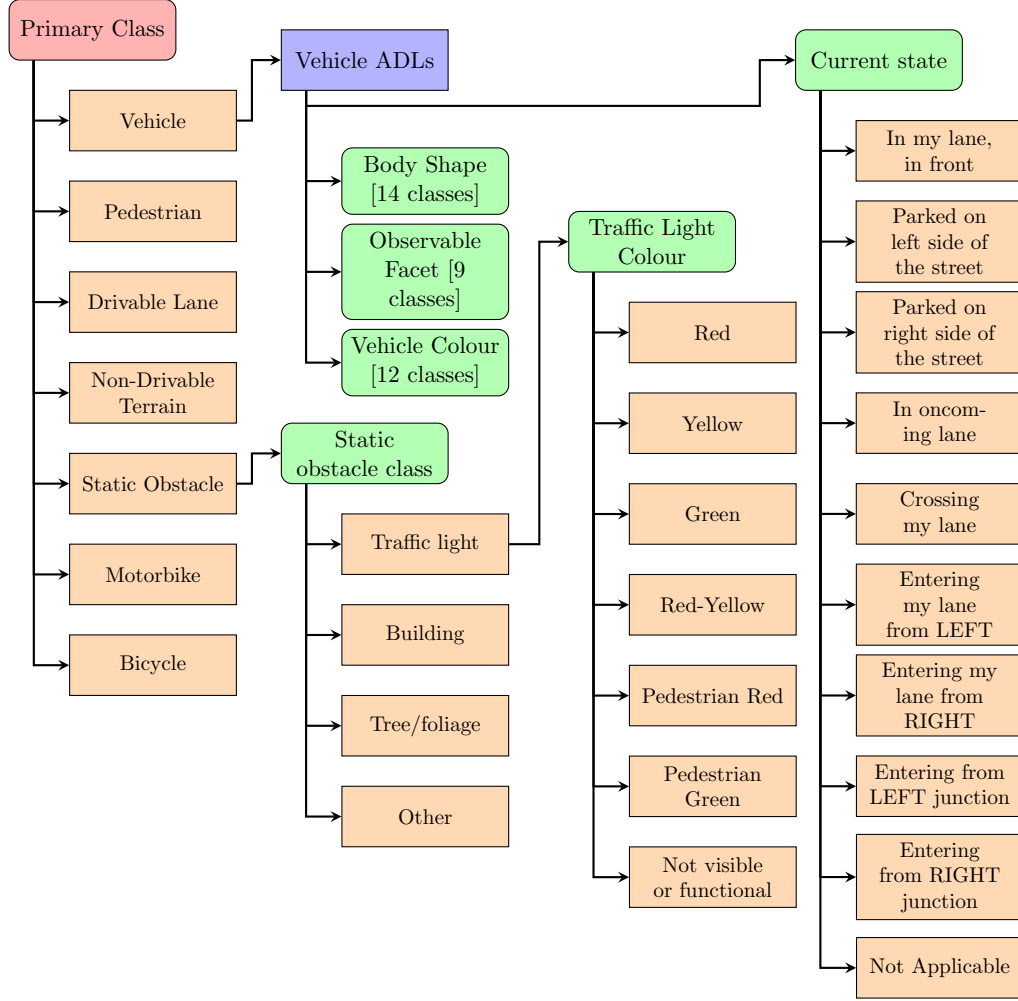 Primary Class
Vehicle
Pedestrian
Drivable Lane
Non-Drivable
Terrain
Static Obstacle
Motorbike
Bicycle
Vehicle ADLs
Body Shape
[14 classes]
Observable
Facet [9
classes]
Vehicle Colour
[12 classes]
Static
obstacle class
Traffic light
Building
Tree/foliage
Other
Traffic Light
Colour
Red
Yellow
Green
Red-Yellow
Pedestrian Red
Pedestrian
Green
Not visible
or functional
Current state
In my lane,
in front
Parked on
left side of
the street
Parked on
right side of
the street
In oncom-
ing lane
Crossing
my lane
Entering
my lane
from LEFT
Entering my
lane from
RIGHT
Entering from
LEFT junction
Entering
from RIGHT
junction
Not Applicable